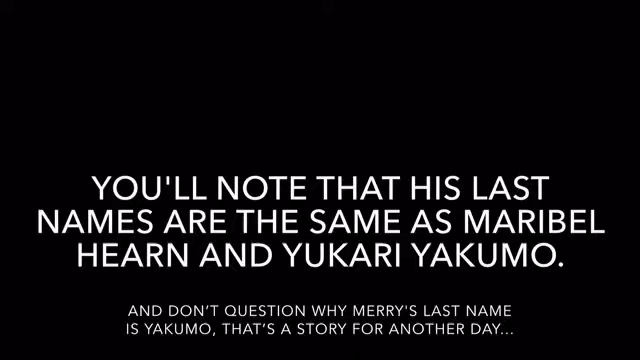 YOU'LL NOTE THAT HIS LAST
NAMES ARE THE SAME AS MARIBEL
HEARN AND YUKARI YAKUMO.
AND DON’T QUESTION WHY MERRY'S LAST NAME
IS YAKUMO, THAT’S A STORY FOR ANOTHER DAY...